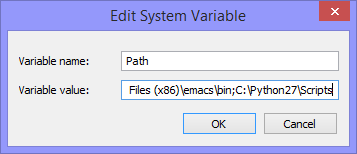 Edit System Variable
Variable name: Path
Variable value: Files (x86)\emacs\bin;C:\Python27\Scripts
OK Cancel